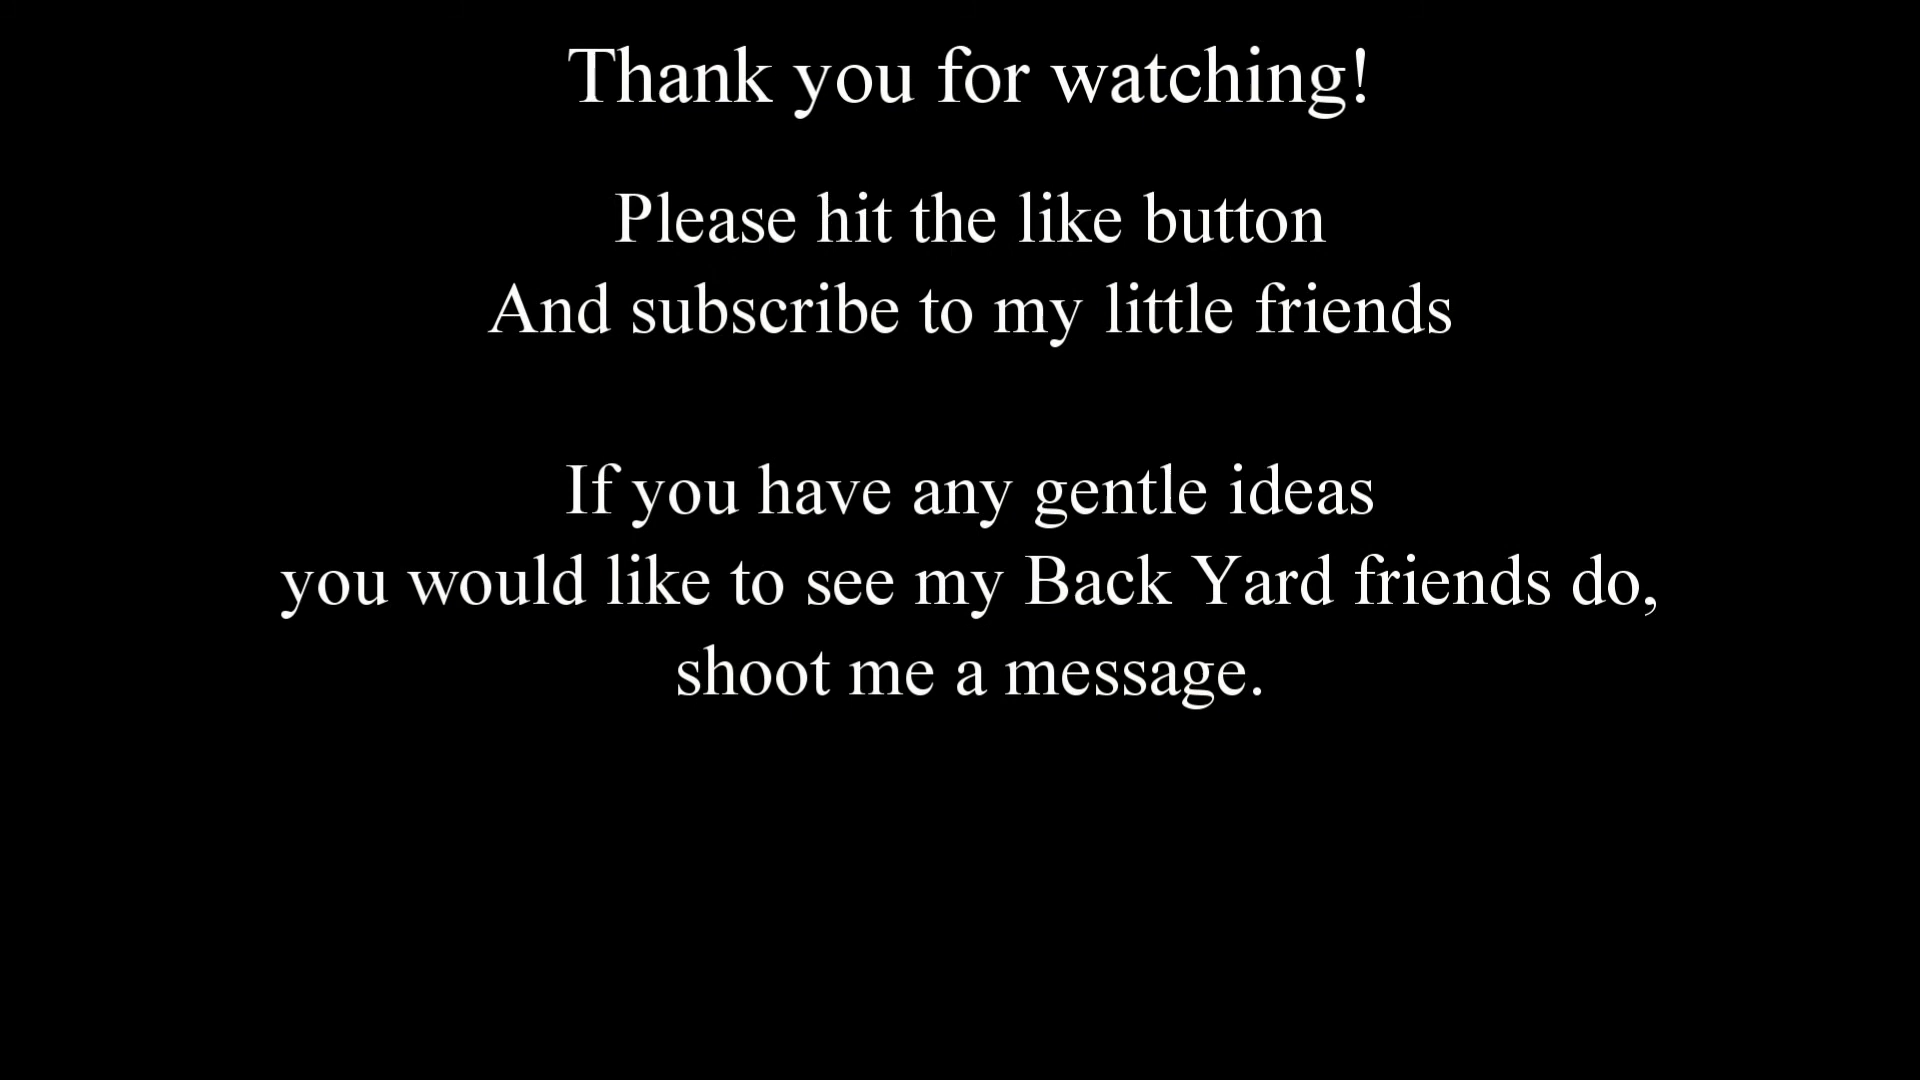 Thank you for watching!
Please hit the like button
And subscribe to my little friends
If you have any gentle ideas
you would like to see my Back Yard friends do,
shoot me a message.